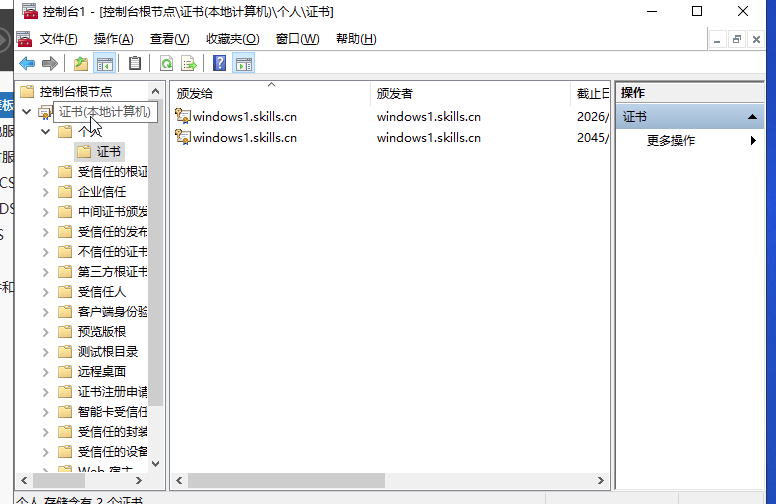 控制台1 - [控制台根节点\证书(本地计算机)\个人\证书]
文件(F) 操作(A) 查看(V) 收藏夹(O) 窗口(W) 帮助(H)
控制台根节点
证书(本地计算机)
个人
证书
受信任的根证
企业信任
中间证书颁发
受信任的发布
不信任的证书
第三方根证书
受信任人
客户端身份验
预览版根
测试根目录
远程桌面
证书注册申请
智能卡受信任
受信任的封装
受信任的设备
Web 宿主
颁发给 颁发者 截止日
windows1.skills.cn windows1.skills.cn 2026/
windows1.skills.cn windows1.skills.cn 2045/
操作
证书
更多操作
个人 存储含有 2 个证书